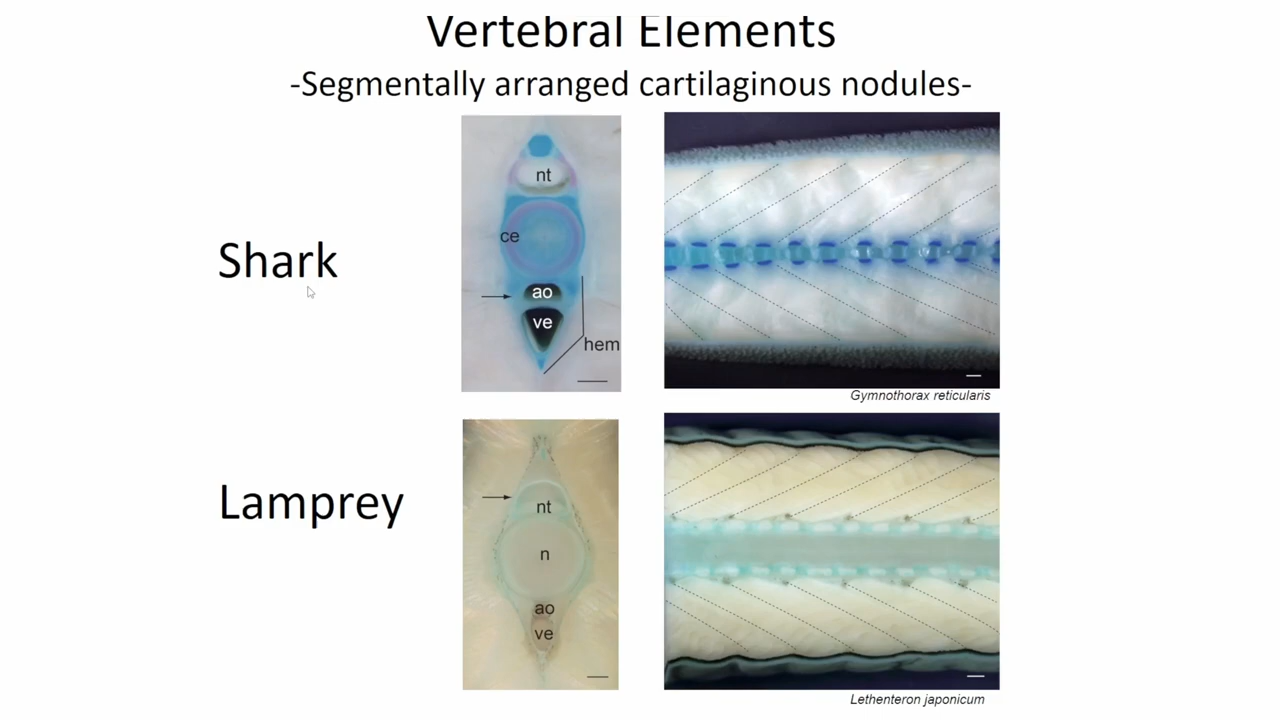 Vertebral Elements
-Segmentally arranged cartilaginous nodules-
Shark
nt
ce
ao
ve
hem
Gymnothorax reticularis
Lamprey
nt
n
ao
ve
Lethenteron japonicum